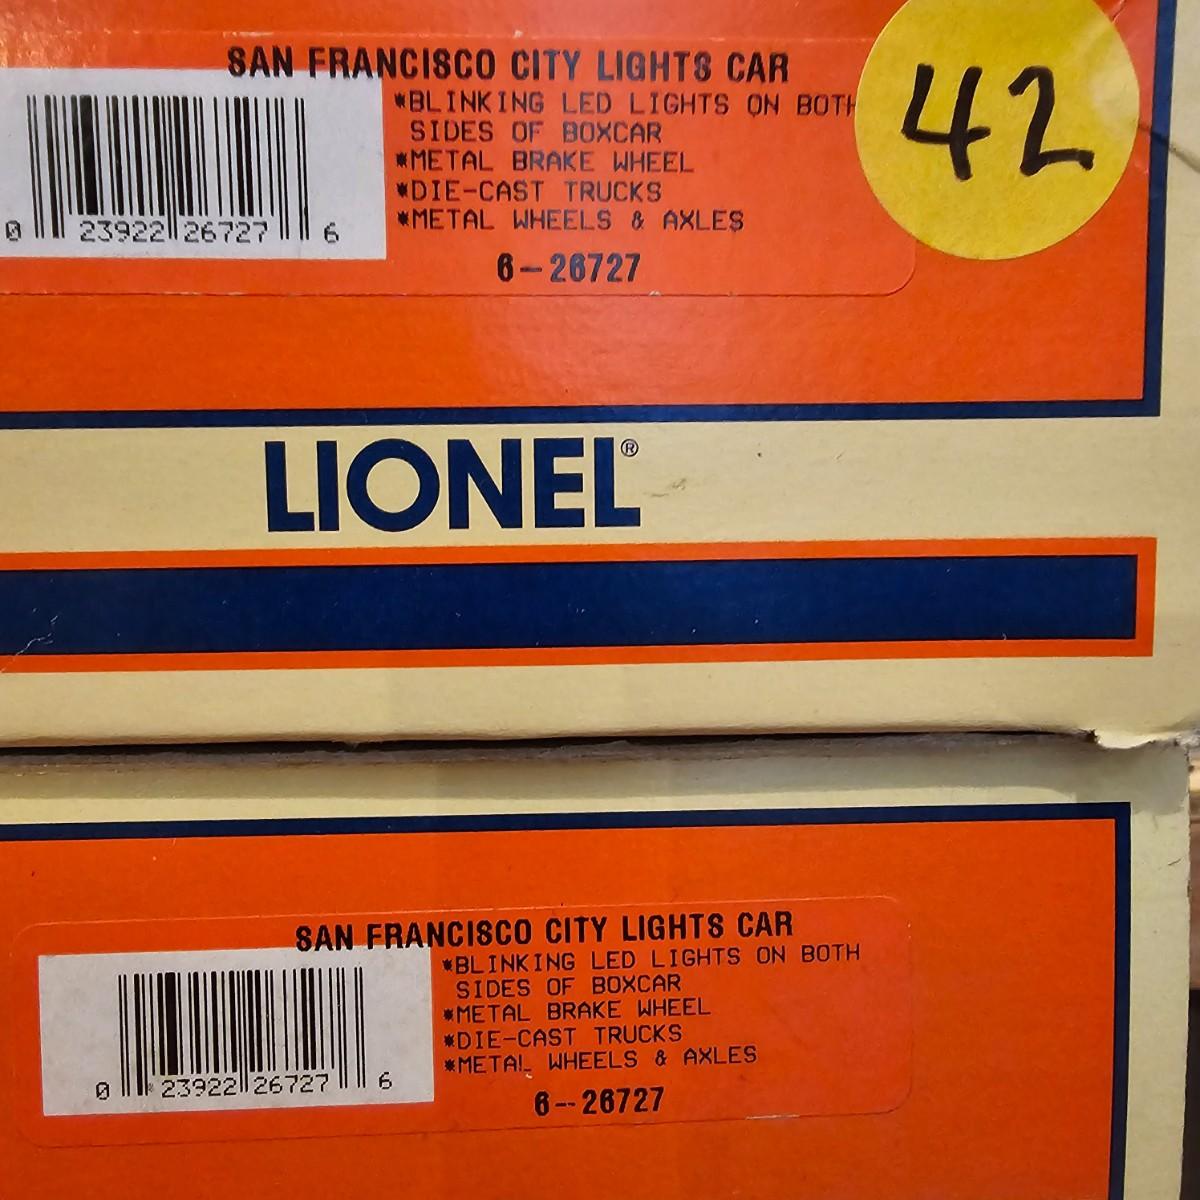 SAN FRANCISCO CITY LIGHTS CAR
42
*BLINKING LED LIGHTS ON BOTH
SIDES OF BOXCAR
*METAL BRAKE WHEEL
*DIE-CAST TRUCKS
*METAL WHEELS & AXLES
0 23922 26727 6
6-26727
LIONEL®
SAN FRANCISCO CITY LIGHTS CAR
*BLINKING LED LIGHTS ON BOTH
SIDES OF BOXCAR
*METAL BRAKE WHEEL
*DIE-CAST TRUCKS
*METAL WHEELS & AXLES
0 23922 26727 6
6-26727